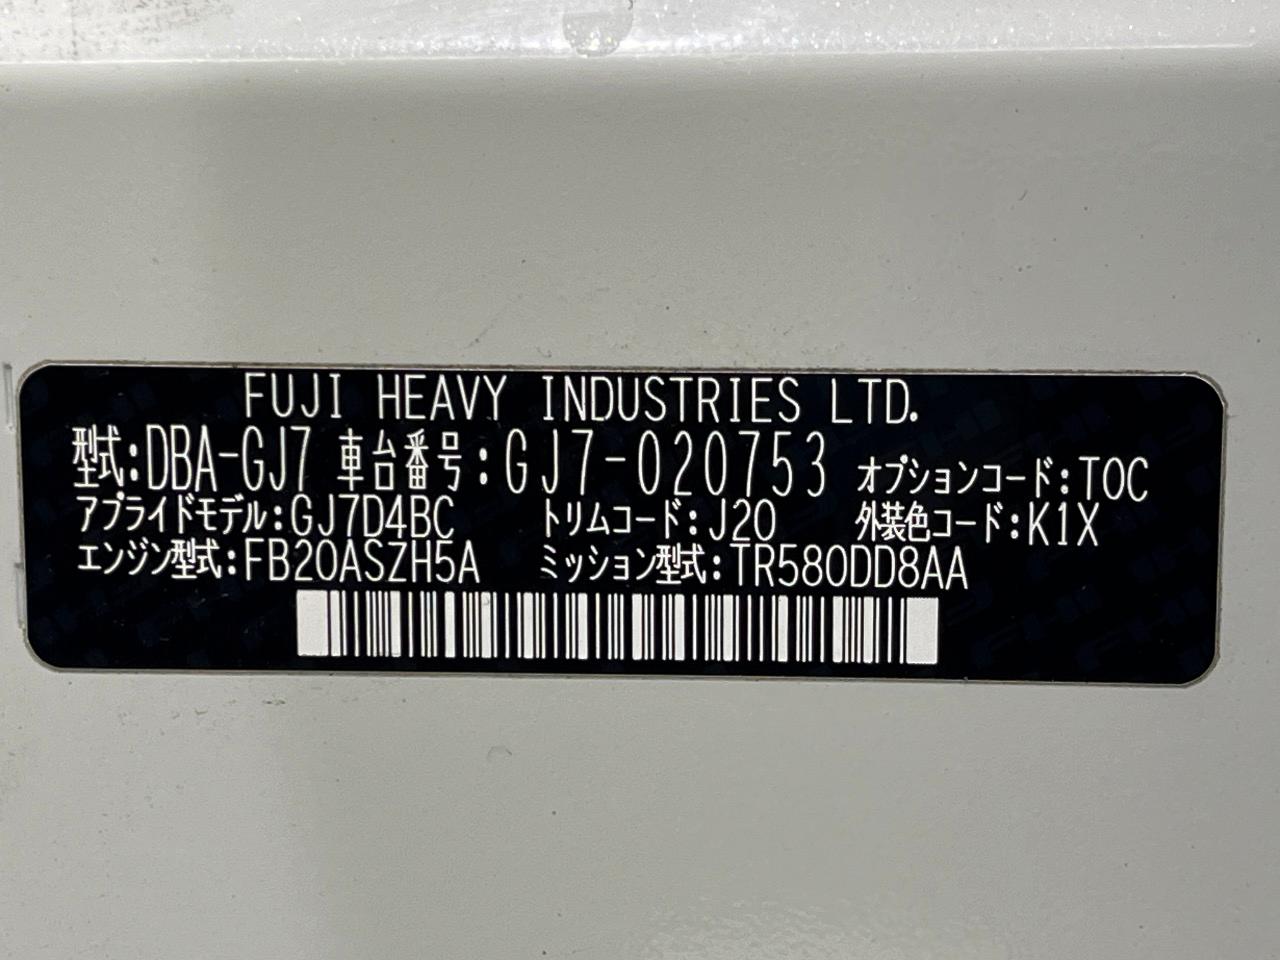 FUJI HEAVY INDUSTRIES LTD.
型式:DBA-GJ7 車台番号:GJ7-020753 オプションコード:TOC
アプライドモデル:GJ7D4BC トリムコード:J20 外装色コード:K1X
エンジン型式:FB20ASZH5A ミッション型式:TR580DD8AA